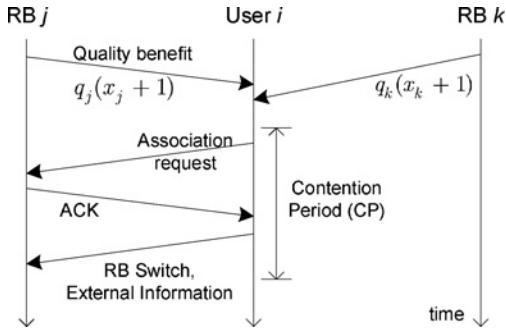 RB j
User i
RB k
Quality benefit
q_j(x_j + 1)
q_k(x_k + 1)
Association
request
Contention
Period (CP)
ACK
RB Switch,
External Information
time